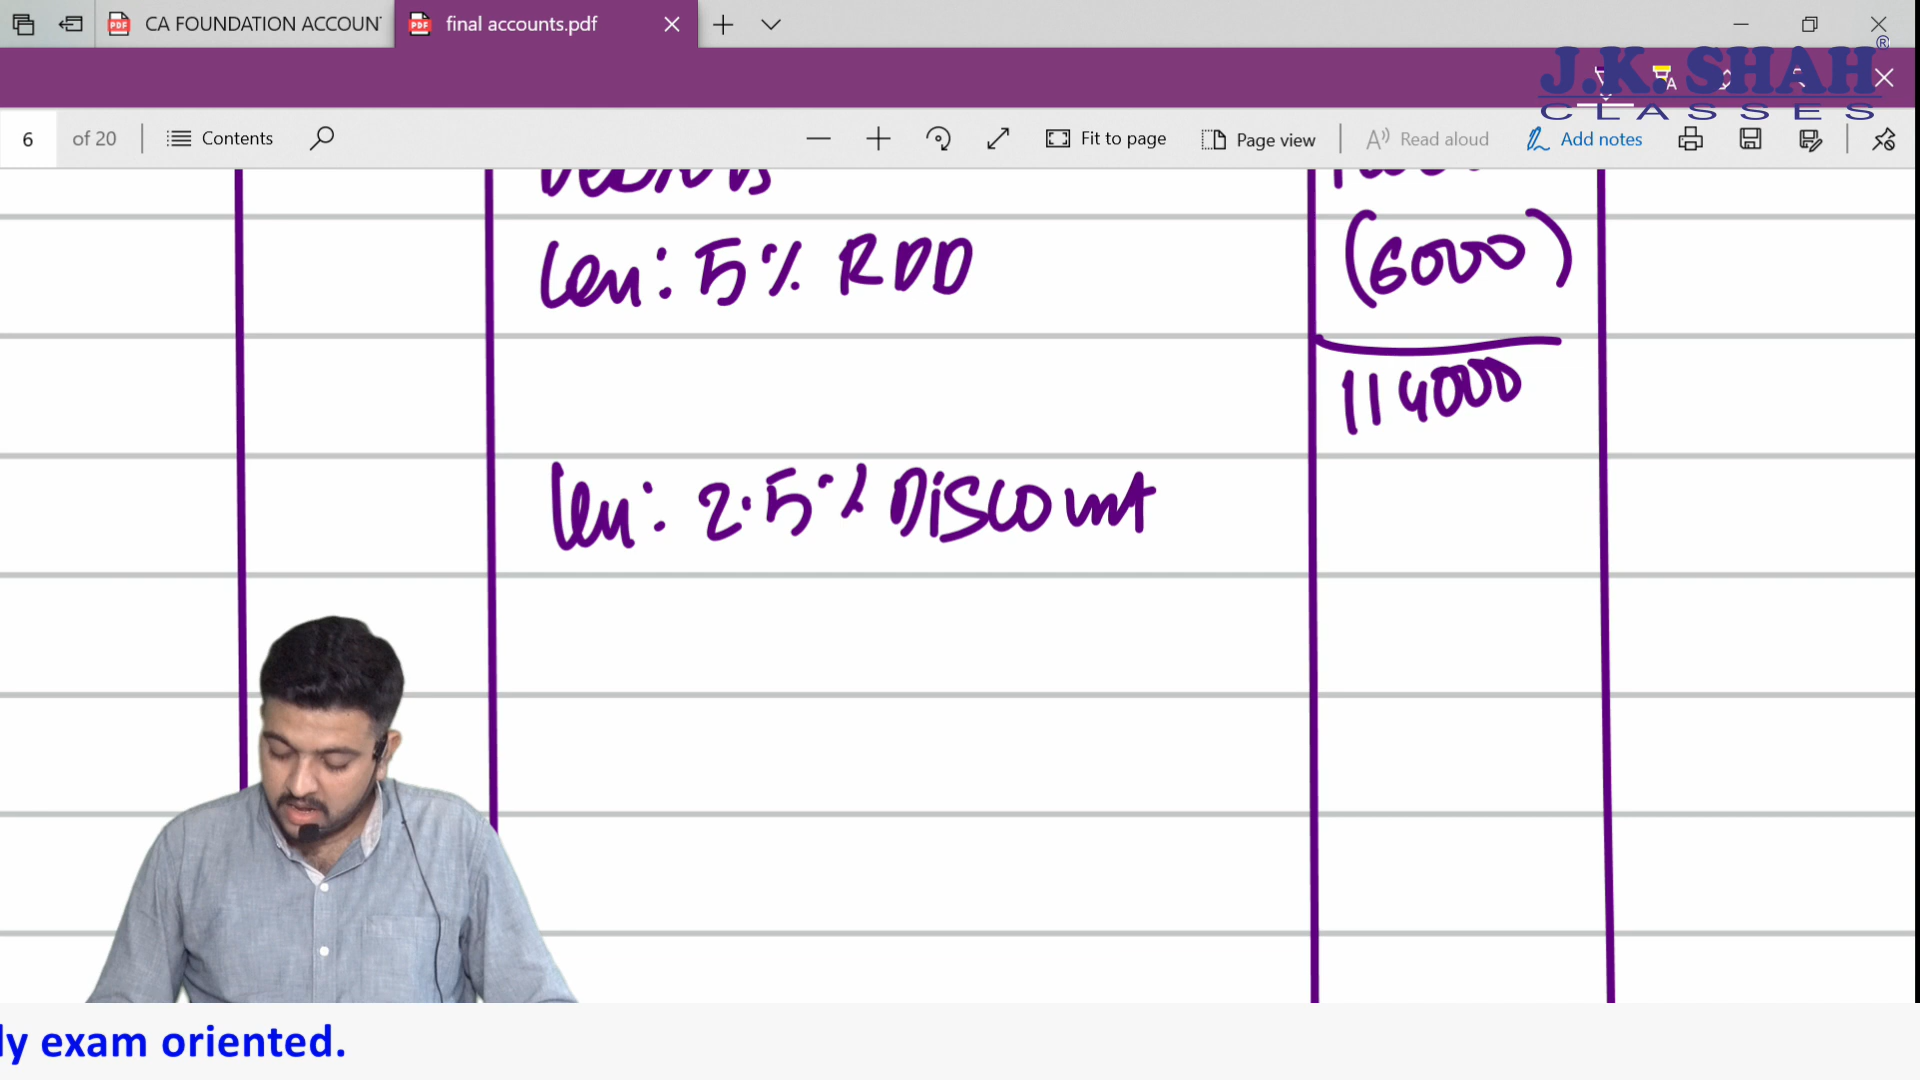 CA FOUNDATION ACCOUN
final accounts.pdf
J.K. SHAH ®
CLASSES
6 of 20 Contents Fit to page Page view Read aloud Add notes
Debtors
Less: 5% RDD (6000)
114000
Less: 2.5% Discount
ly exam oriented.